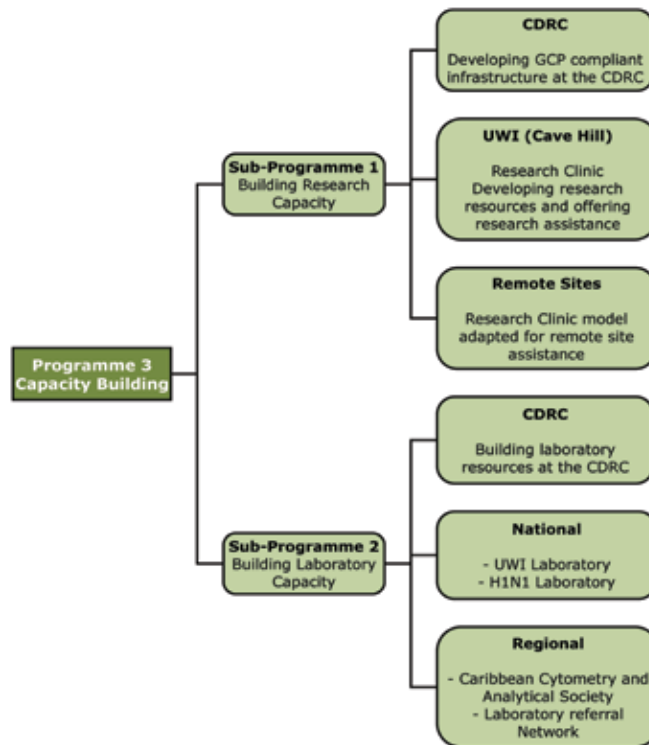 Programme 3
Capacity Building
Sub-Programme 1
Building Research
Capacity
CDRC
Developing GCP compliant
infrastructure at the CDRC
UWI (Cave Hill)
Research Clinic
Developing research
resources and offering
research assistance
Remote Sites
Research Clinic model
adapted for remote site
assistance
Sub-Programme 2
Building Laboratory
Capacity
CDRC
Building laboratory
resources at the CDRC
National
- UWI Laboratory
- H1N1 Laboratory
Regional
- Caribbean Cytometry and
Analytical Society
- Laboratory referral
Network